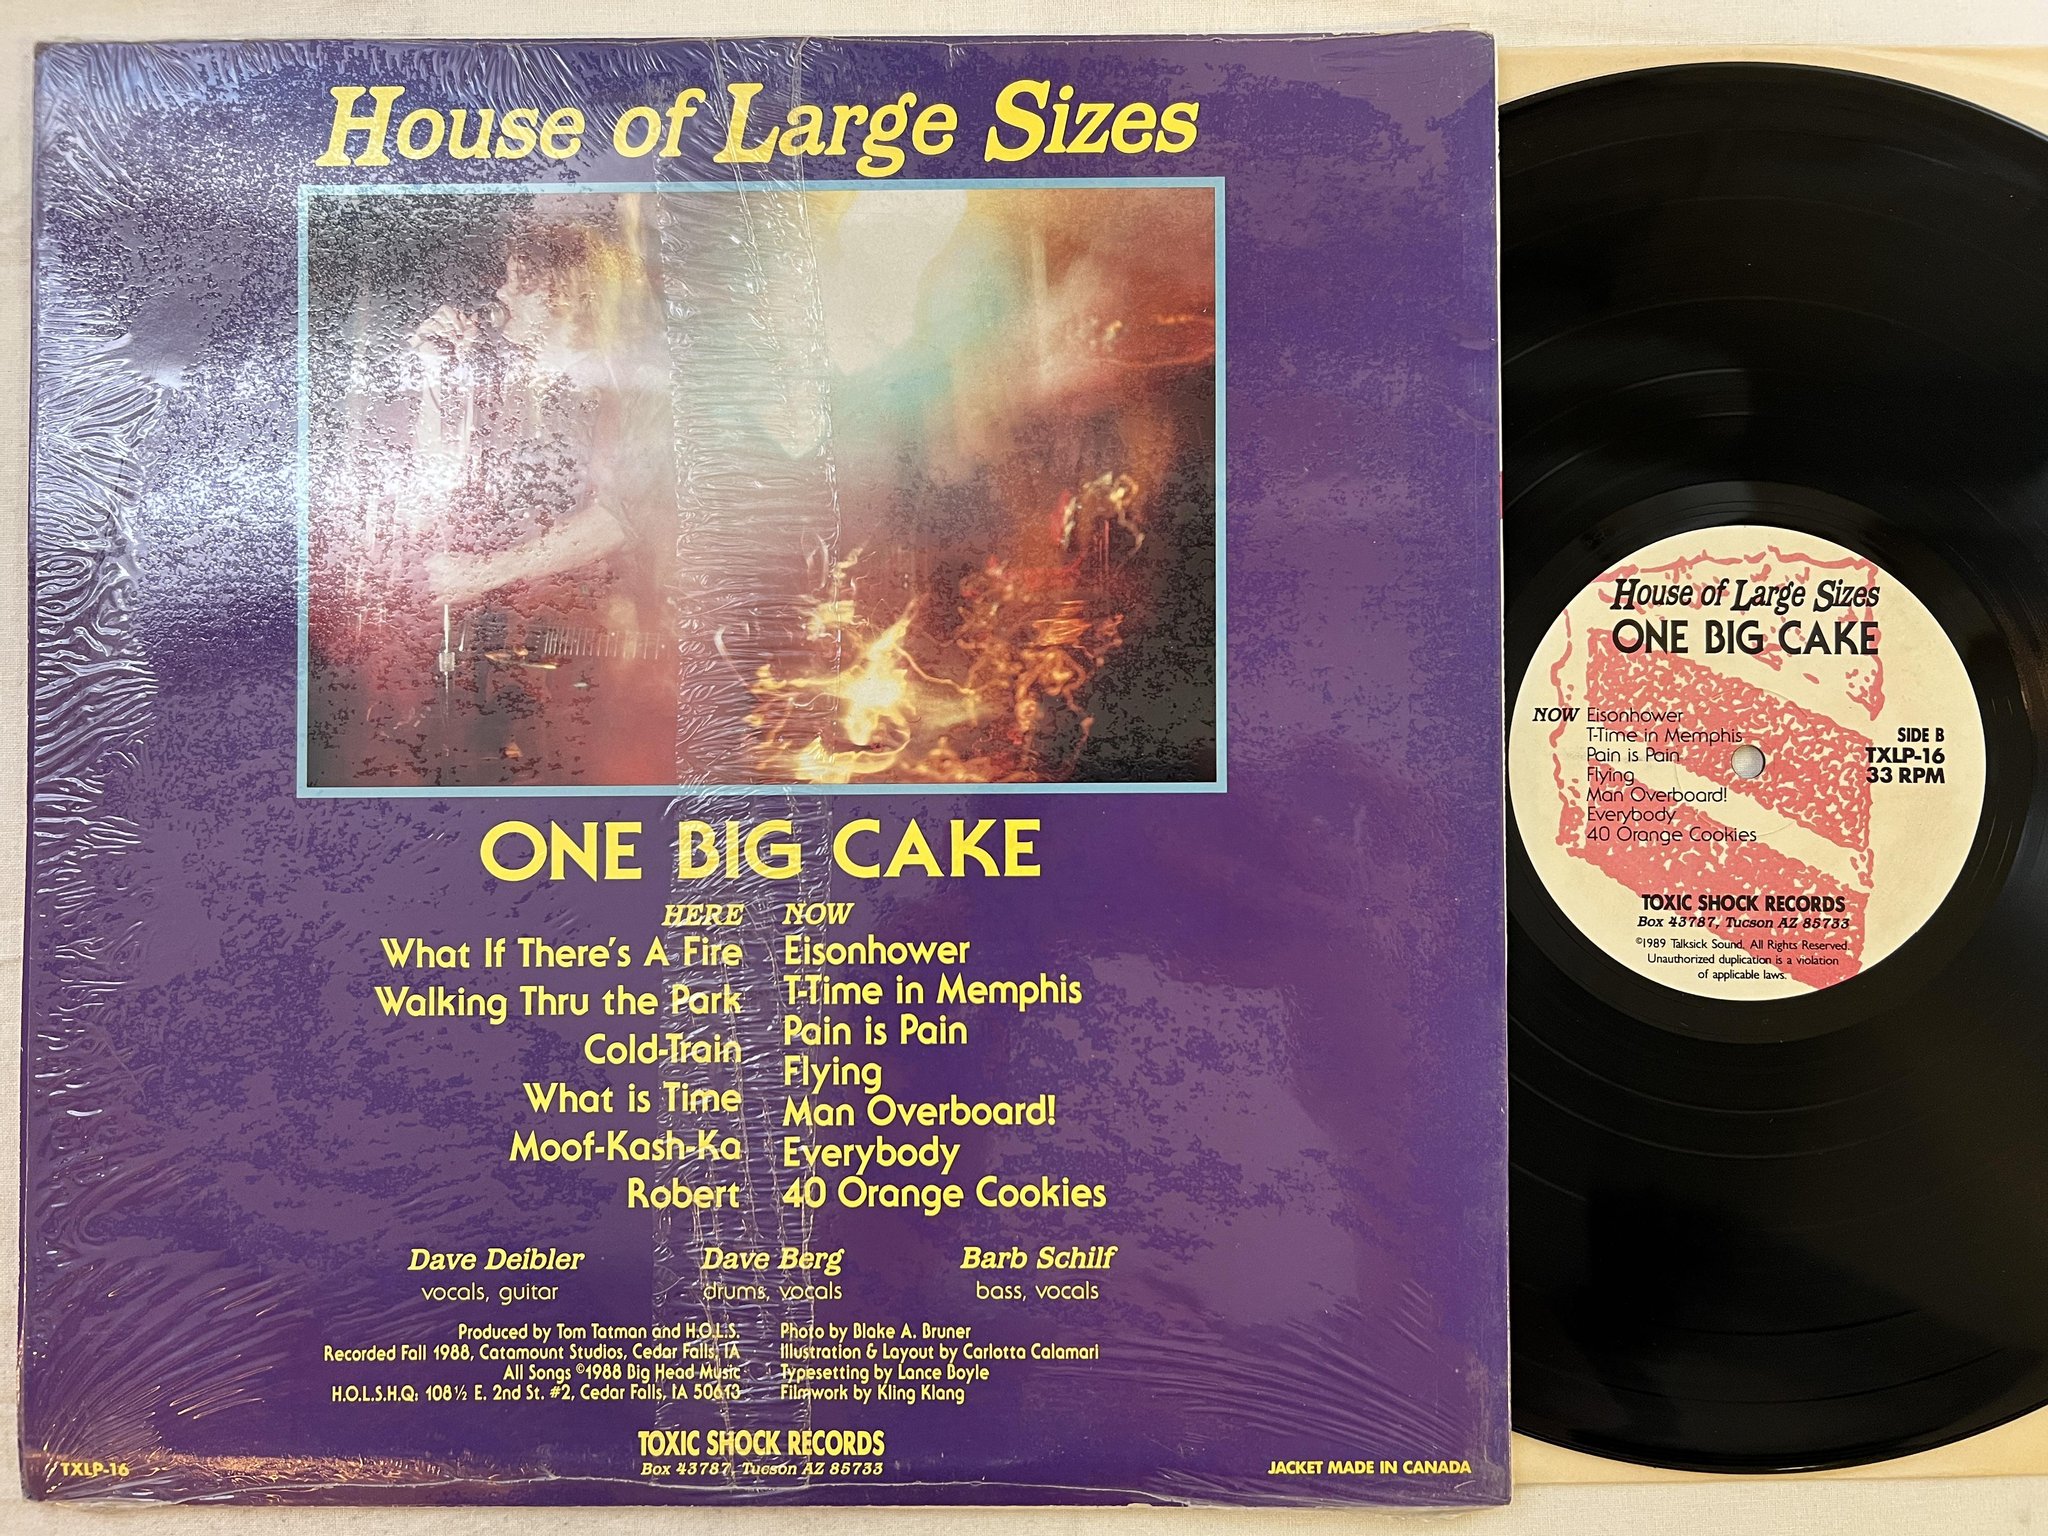 House of Large Sizes
ONE BIG CAKE
HERE
What If There's A Fire
Walking Thru the Park
Cold-Train
What is Time
Moof-Kash-Ka
Robert
NOW
Eisonhower
T-Time in Memphis
Pain is Pain
Flying
Man Overboard!
Everybody
40 Orange Cookies
Dave Deibler
vocals, guitar
Dave Berg
drums, vocals
Barb Schilf
bass, vocals
Produced by Tom Tatman and H.O.L.S.
Recorded Fall 1988, Catamount Studios, Cedar Falls, IA
All Songs ©1988 Big Head Music
H.O.L.S.H.Q: 108 ½ E. 2nd St. #2, Cedar Falls, IA 50613
Photo by Blake A. Bruner
Illustration & Layout by Carlotta Calamari
Typesetting by Lance Boyle
Filmwork by Kling Klang
TOXIC SHOCK RECORDS
Box 43787, Tucson AZ 85733
TXLP-16
JACKET MADE IN CANADA
House of Large Sizes
ONE BIG CAKE
NOW Eisonhower
T-Time in Memphis
Pain is Pain
Flying
Man Overboard!
Everybody
40 Orange Cookies
SIDE B
TXLP-16
33 RPM
TOXIC SHOCK RECORDS
Box 43787, Tucson AZ 85733
©1989 Talksick Sound. All Rights Reserved.
Unauthorized duplication is a violation
of applicable laws.